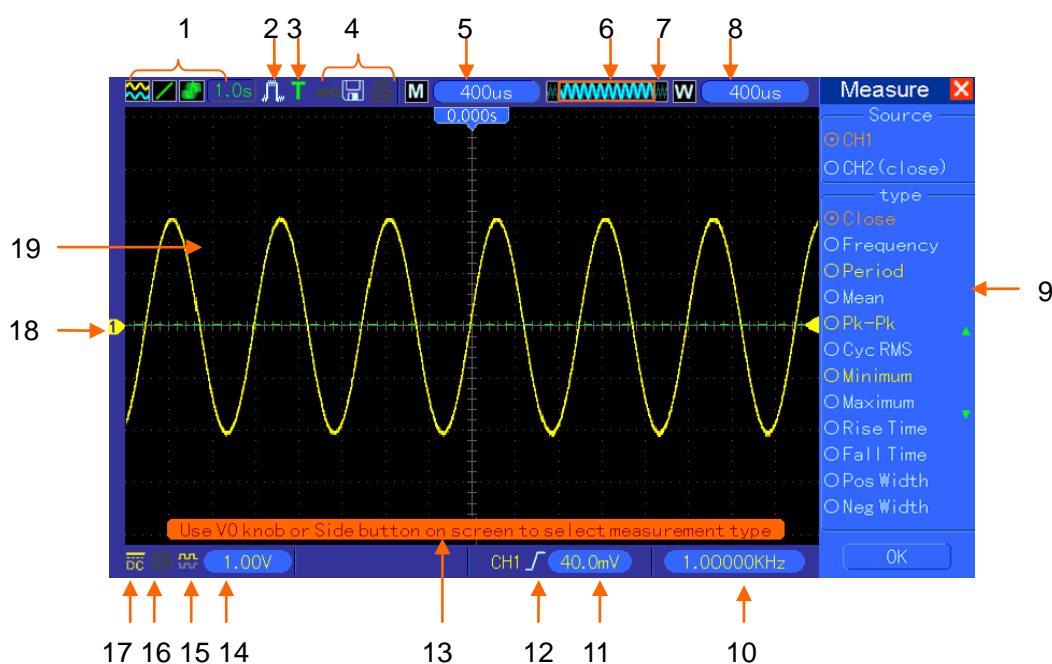 1 2 3 4 5 6 7 8
1.0s T M 400us W 400us
0.000s
Measure
Source
CH1
CH2(close)
type
Close
Frequency
Period
Mean
Pk-Pk
Cyc RMS
Minimum
Maximum
Rise Time
Fall Time
Pos Width
Neg Width
OK
19
18
1
9
Use V0 knob or Side button on screen to select measurement type
DC 1.00V CH1 40.0mV 1.00000KHz
17 16 15 14 13 12 11 10